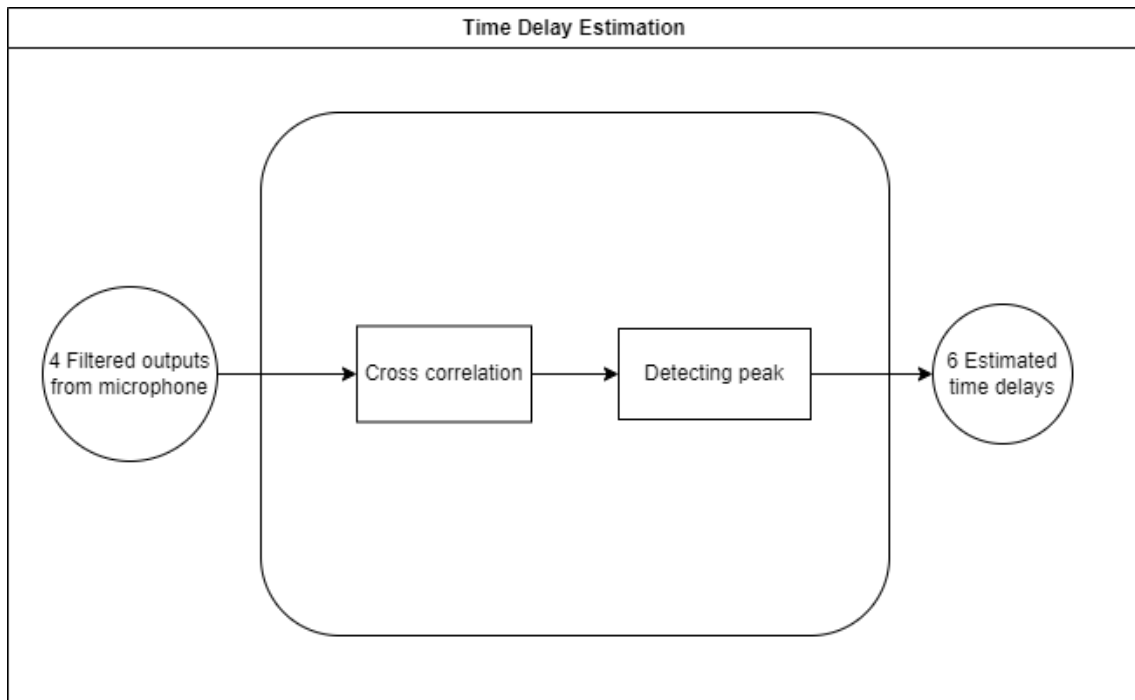 Time Delay Estimation
4 Filtered outputs
from microphone
Cross correlation
Detecting peak
6 Estimated
time delays